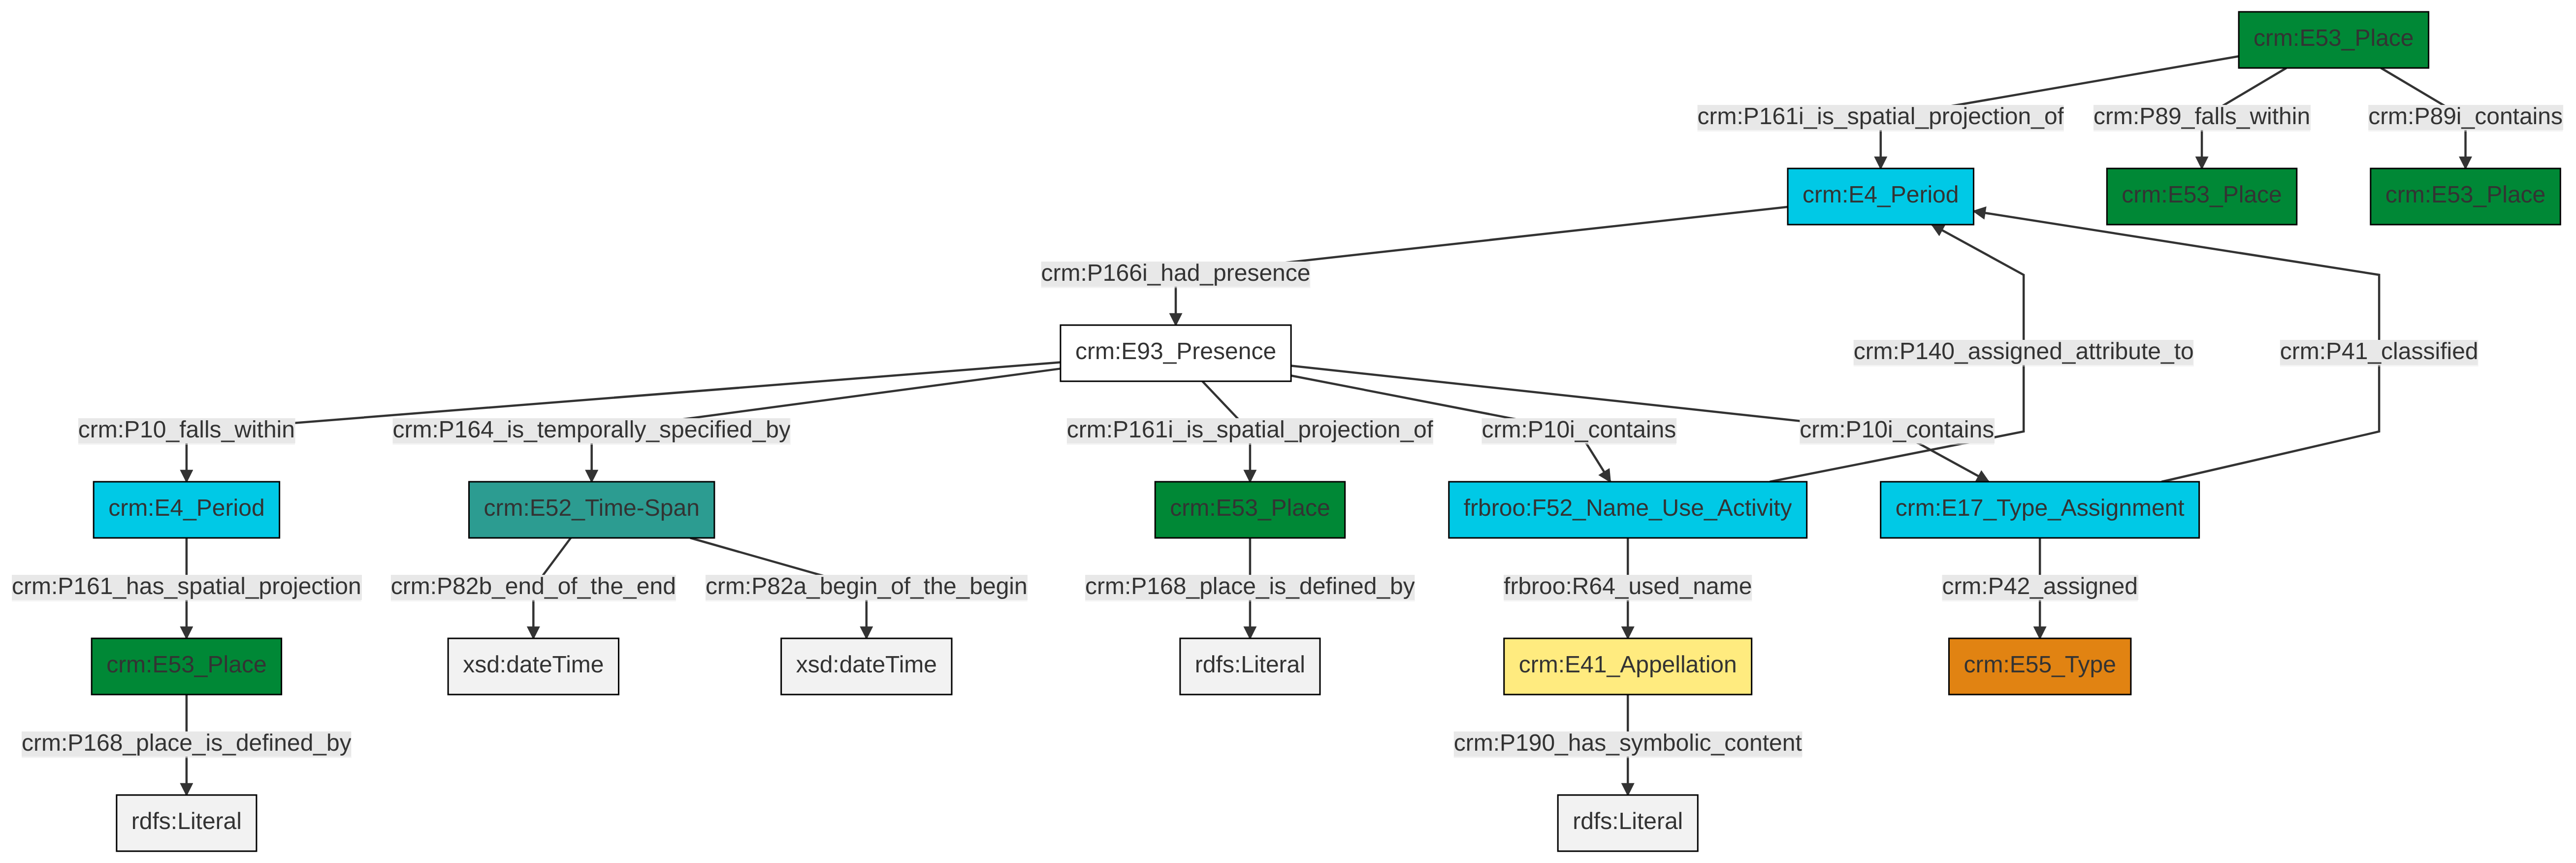 crm:E53_Place
crm:P161i_is_spatial_projection_of
crm:P89_falls_within
crm:P89i_contains
crm:E4_Period
crm:E53_Place
crm:E53_Place
crm:P166i_had_presence
crm:E93_Presence
crm:P140_assigned_attribute_to
crm:P41_classified
crm:P10_falls_within
crm:P164_is_temporally_specified_by
crm:P161i_is_spatial_projection_of
crm:P10i_contains
crm:P10i_contains
crm:E4_Period
crm:E52_Time-Span
crm:E53_Place
frbroo:F52_Name_Use_Activity
crm:E17_Type_Assignment
crm:P161_has_spatial_projection
crm:P82b_end_of_the_end
crm:P82a_begin_of_the_begin
crm:P168_place_is_defined_by
frbroo:R64_used_name
crm:P42_assigned
crm:E53_Place
xsd:dateTime
xsd:dateTime
rdfs:Literal
crm:E41_Appellation
crm:E55_Type
crm:P168_place_is_defined_by
crm:P190_has_symbolic_content
rdfs:Literal
rdfs:Literal